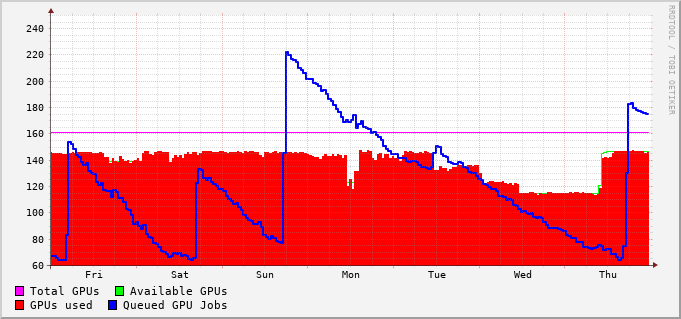 RRDTOOL / TOBI OETIKER
240
220
200
180
160
140
120
100
80
60
Fri Sat Sun Mon Tue Wed Thu
Total GPUs Available GPUs
GPUs used Queued GPU Jobs